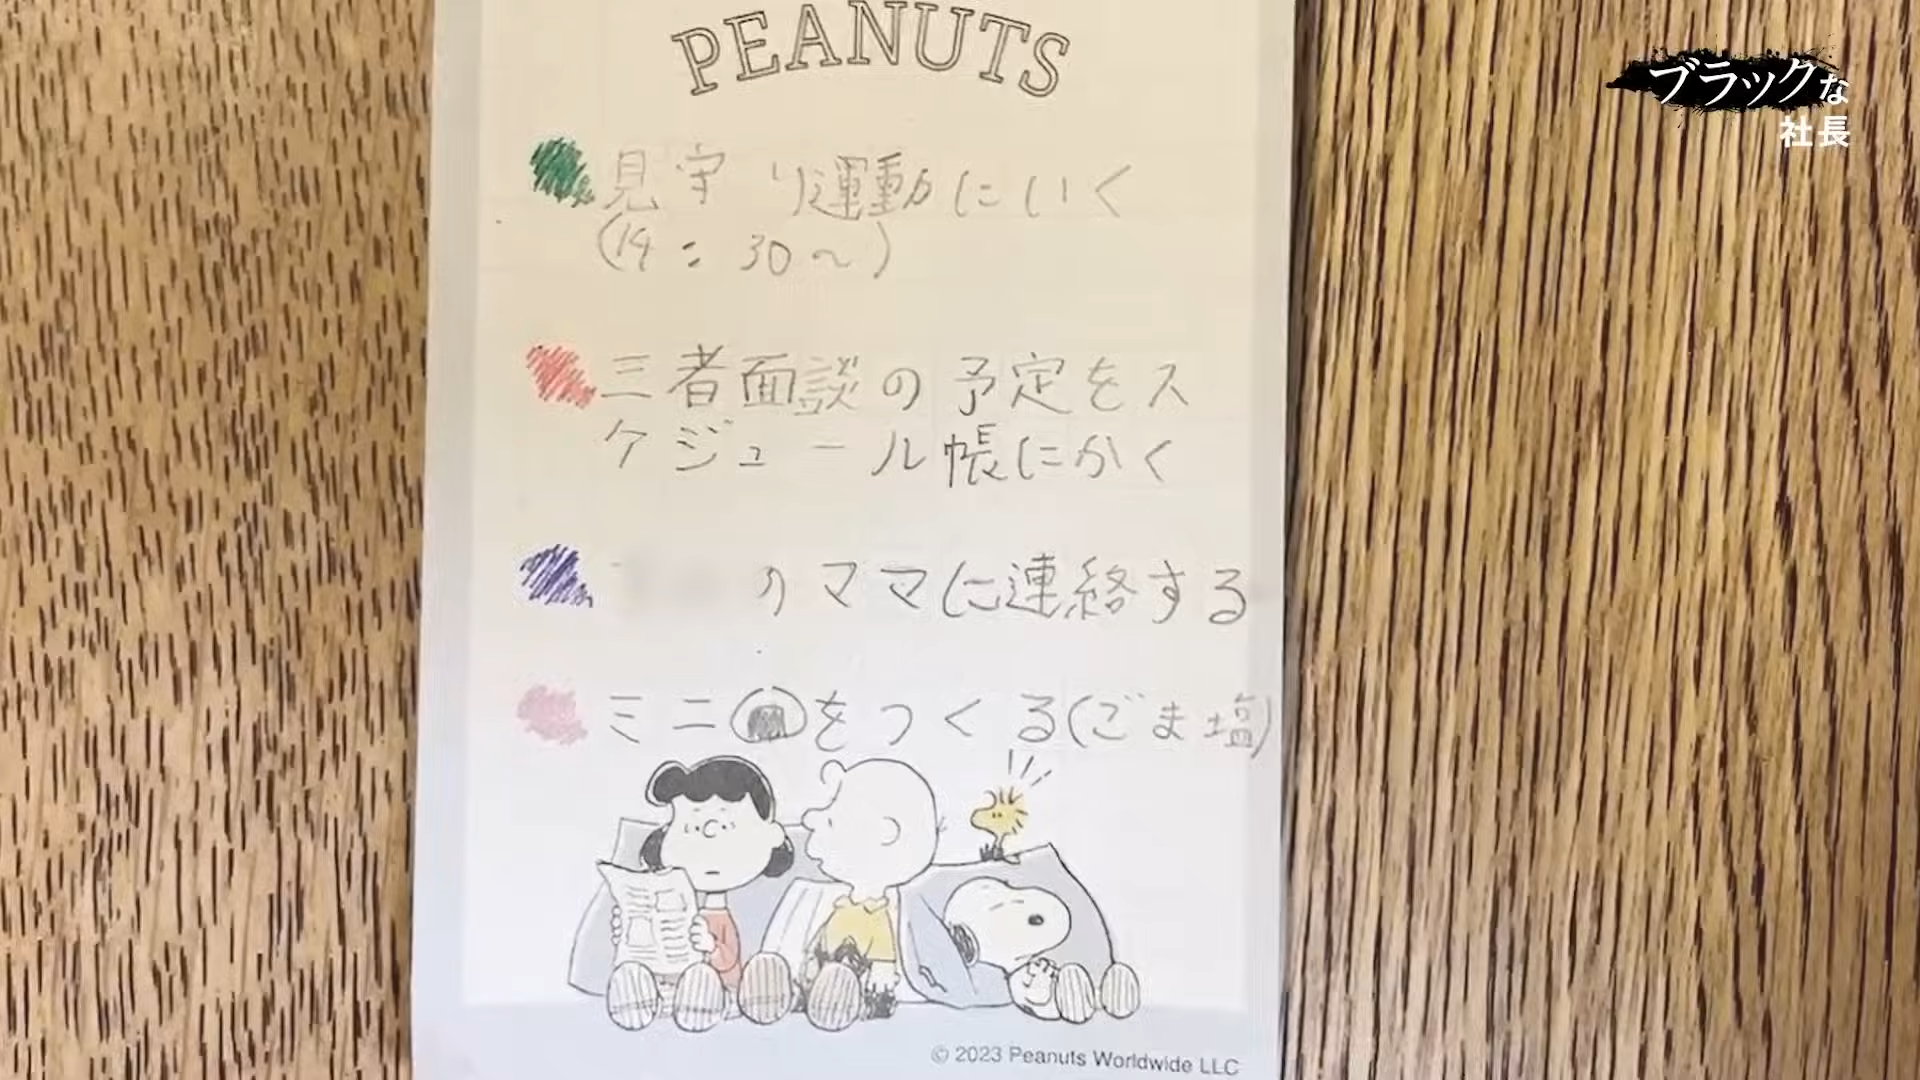 PEANUTS
ブラックな
社長
見守り運動にいく
(14:30〜)
三者面談の予定をス
ケジュール帳にかく
のママに連絡する
ミニをつくる(ごま塩)
© 2023 Peanuts Worldwide LLC